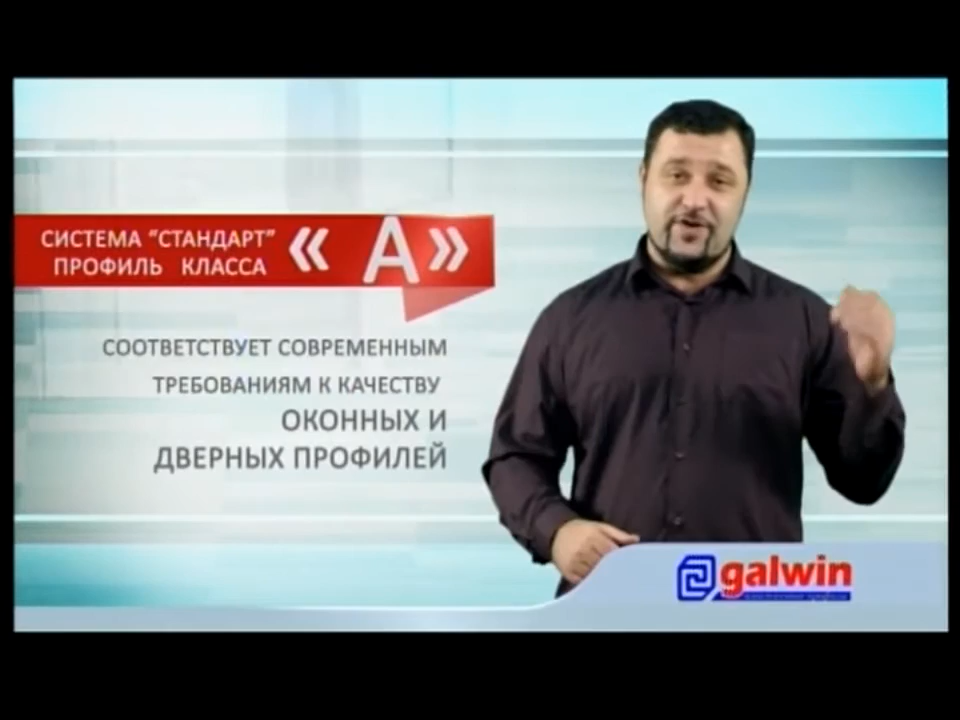 СИСТЕМА "СТАНДАРТ"
ПРОФИЛЬ КЛАССА
« А»
СООТВЕТСТВУЕТ СОВРЕМЕННЫМ
ТРЕБОВАНИЯМ К КАЧЕСТВУ
ОКОННЫХ И
ДВЕРНЫХ ПРОФИЛЕЙ
galwin